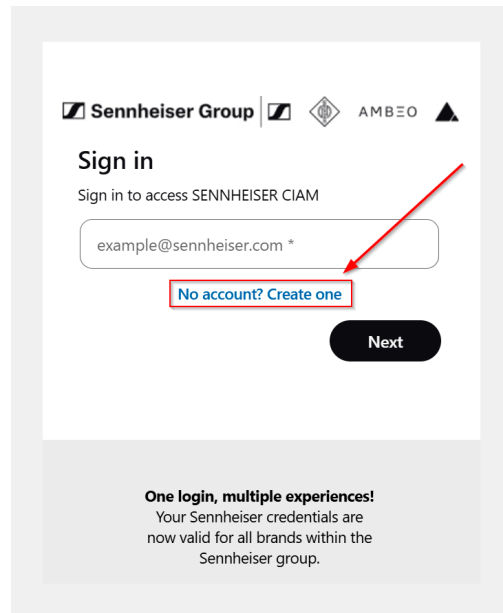 Sennheiser Group AMBEO
Sign in
Sign in to access SENNHEISER CIAM
example@sennheiser.com *
No account? Create one
Next
One login, multiple experiences!
Your Sennheiser credentials are
now valid for all brands within the
Sennheiser group.